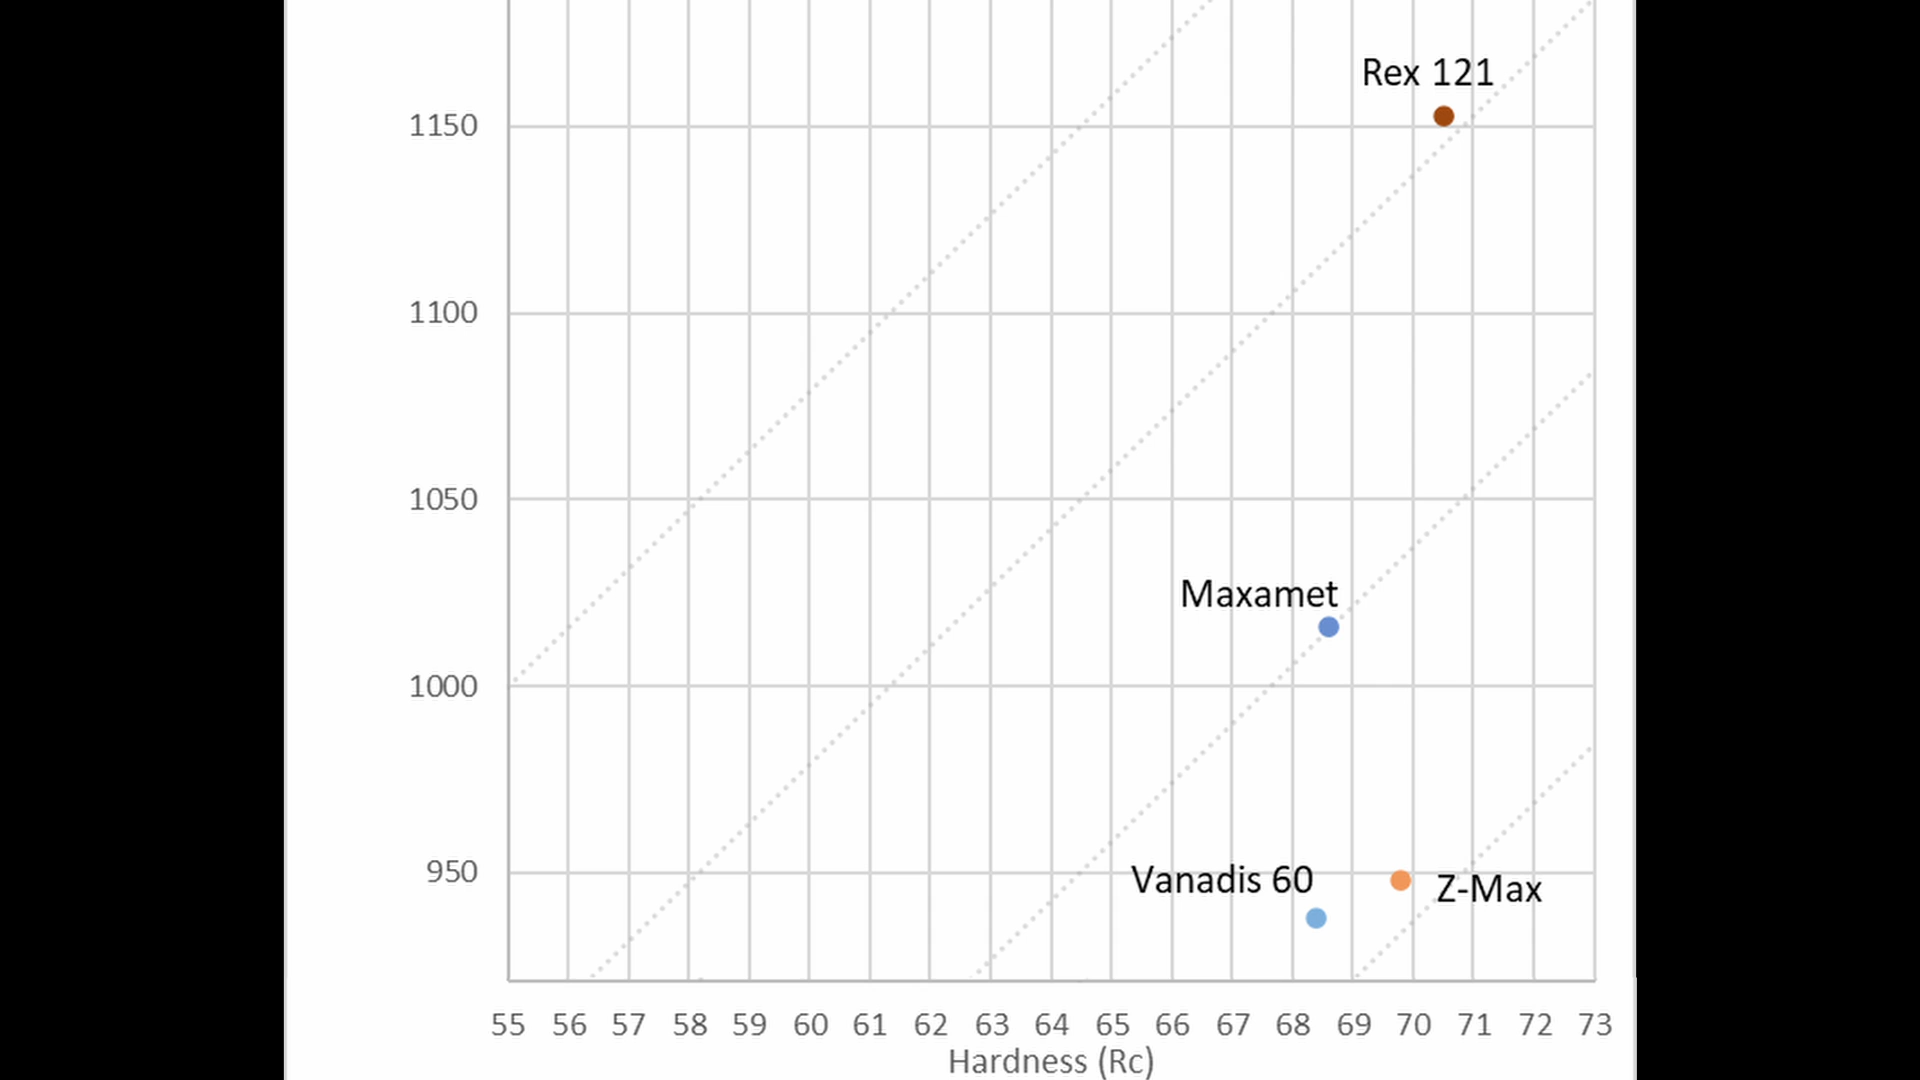 Rex 121
1150
1100
1050
Maxamet
1000
950
Vanadis 60
Z-Max
55 56 57 58 59 60 61 62 63 64 65 66 67 68 69 70 71 72 73
Hardness (Rc)